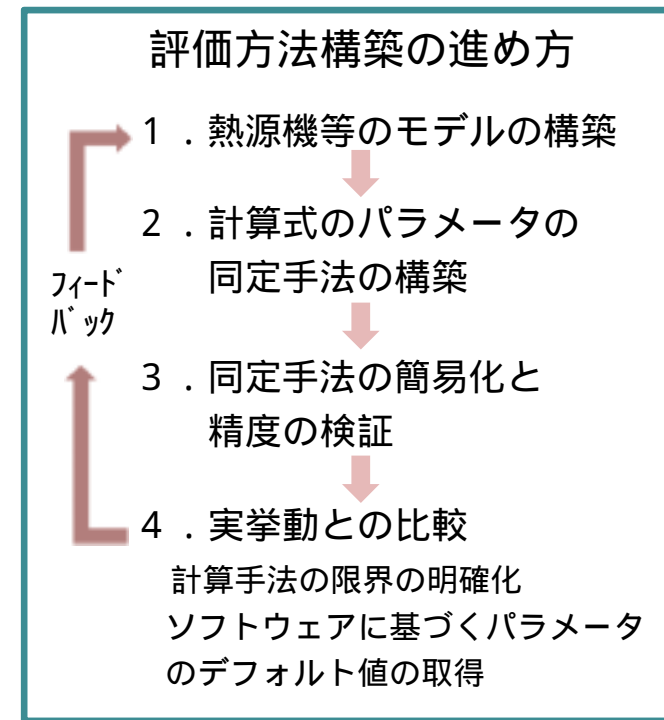 評価方法構築の進め方
１．熱源機等のモデルの構築
２．計算式のパラメータの
同定手法の構築
ﾌｨｰﾄﾞ
ﾊﾞｯｸ
３．同定手法の簡易化と
精度の検証
４．実挙動との比較
計算手法の限界の明確化
ソフトウェアに基づくパラメータ
のデフォルト値の取得